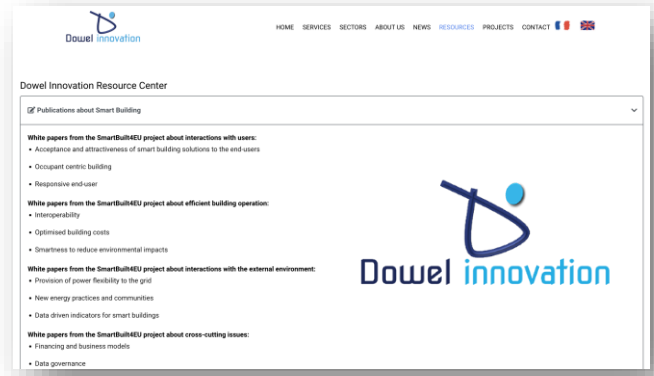 Dowel innovation
HOME SERVICES SECTORS ABOUT US NEWS RESOURCES PROJECTS CONTACT
Dowel Innovation Resource Center
Publications about Smart Building
White papers from the SmartBuilt4EU project about interactions with users:
• Acceptance and attractiveness of smart building solutions to the end-users
• Occupant centric building
• Responsive end-user
White papers from the SmartBuilt4EU project about efficient building operation:
• Interoperability
• Optimised building costs
• Smartness to reduce environmental impacts
White papers from the SmartBuilt4EU project about interactions with the external environment:
• Provision of power flexibility to the grid
• New energy practices and communities
• Data driven indicators for smart buildings
White papers from the SmartBuilt4EU project about cross-cutting issues:
• Financing and business models
• Data governance
Dowel innovation